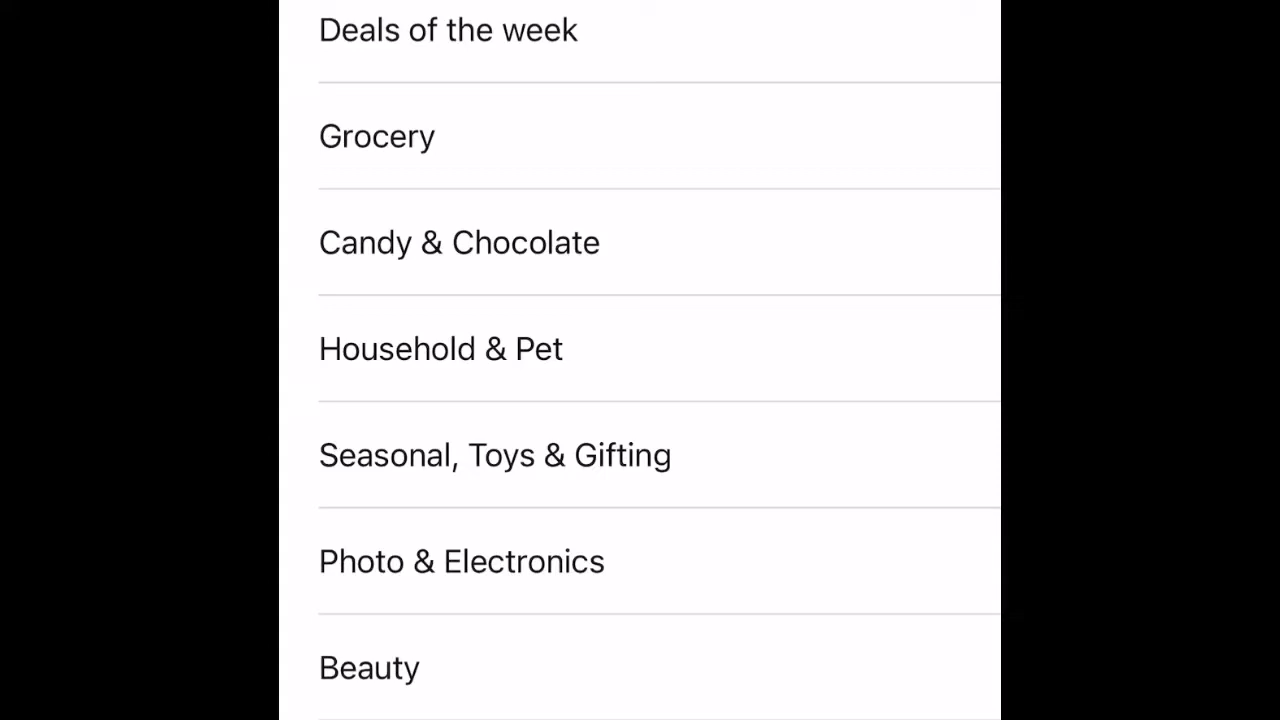 Deals of the week
Grocery
Candy & Chocolate
Household & Pet
Seasonal, Toys & Gifting
Photo & Electronics
Beauty